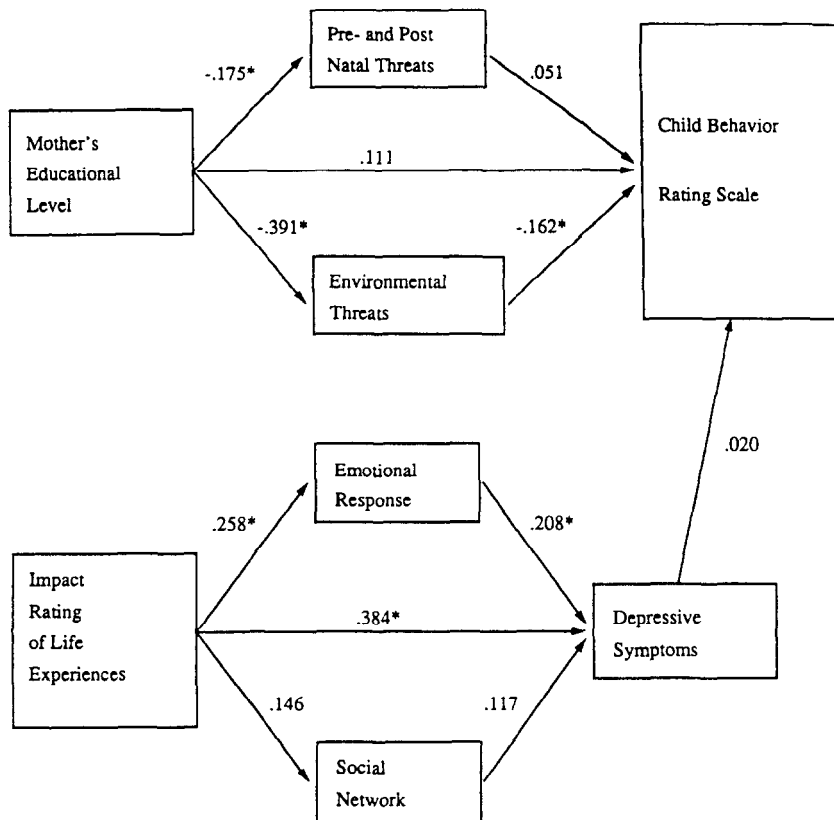 Pre- and Post
Natal Threats
-.175*
.051
Mother's
Educational
Level
.111
Child Behavior
Rating Scale
-.391*
-.162*
Environmental
Threats
.020
Emotional
Response
.258*
.208*
Impact
Rating
of Life
Experiences
.384*
Depressive
Symptoms
.146
.117
Social
Network